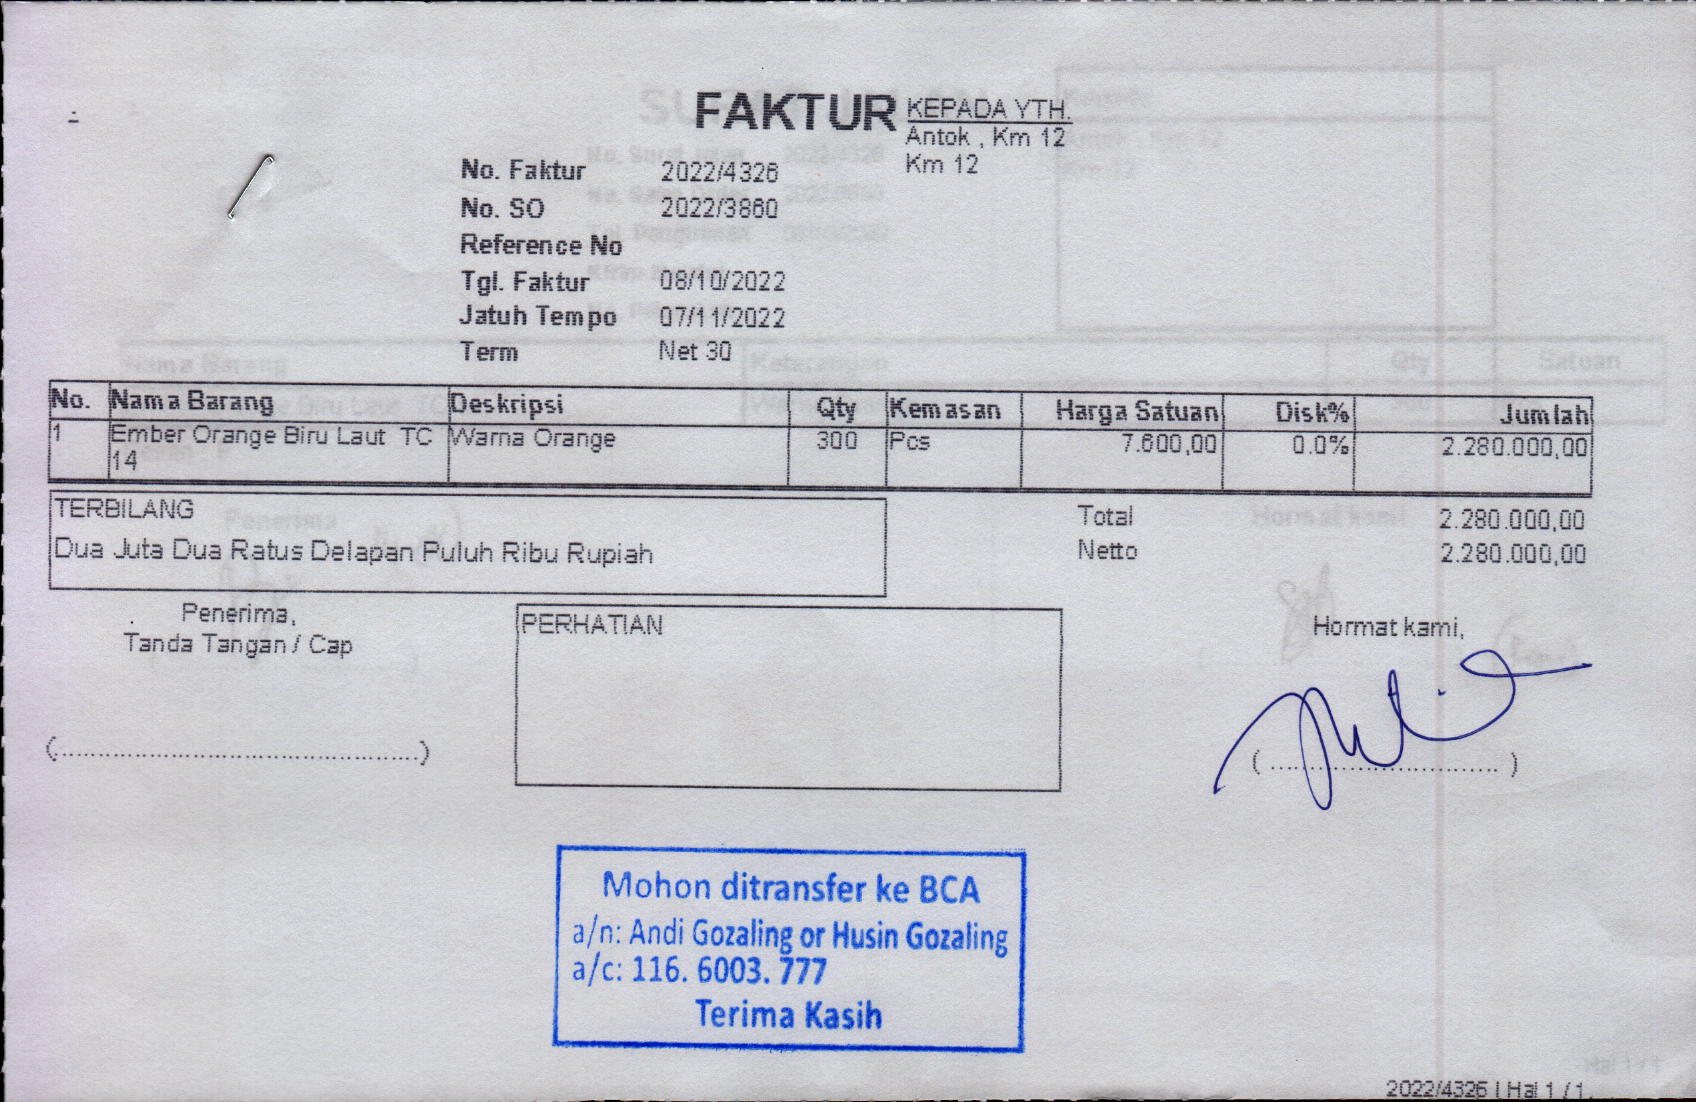 FAKTUR
KEPADA YTH.
Antok , Km 12
Km 12
No. Faktur 2022/4326
No. SO 2022/3860
Reference No
Tgl. Faktur 08/10/2022
Jatuh Tempo 07/11/2022
Term Net 30
No. Nama Barang Deskripsi Qty Kemasan Harga Satuan Disk% Jumlah
1 Ember Orange Biru Laut TC Warna Orange 300 Pcs 7.600,00 0.0% 2.280.000,00
14
TERBILANG
Dua Juta Dua Ratus Delapan Puluh Ribu Rupiah
Total 2.280.000,00
Netto 2.280.000,00
Penerima,
Tanda Tangan / Cap
(..............................................)
PERHATIAN
Hormat kami,
( .............................. )
Mohon ditransfer ke BCA
a/n: Andi Gozaling or Husin Gozaling
a/c: 116. 6003. 777
Terima Kasih
2022/4326 | Hal 1 / 1.